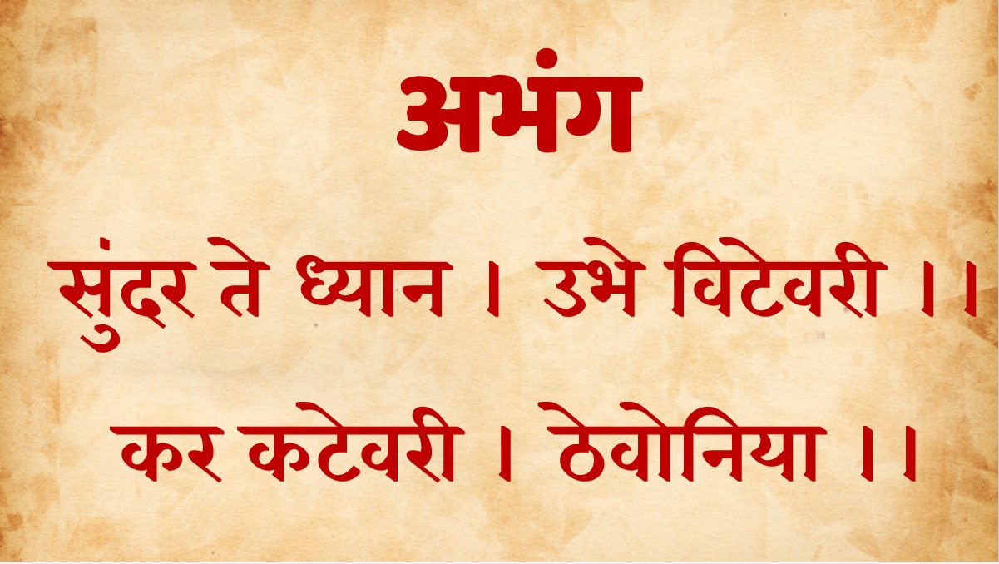 अभंग
सुंदर ते ध्यान । उभे विटेवरी ।।
कर कटेवरी । ठेवोनिया ।।